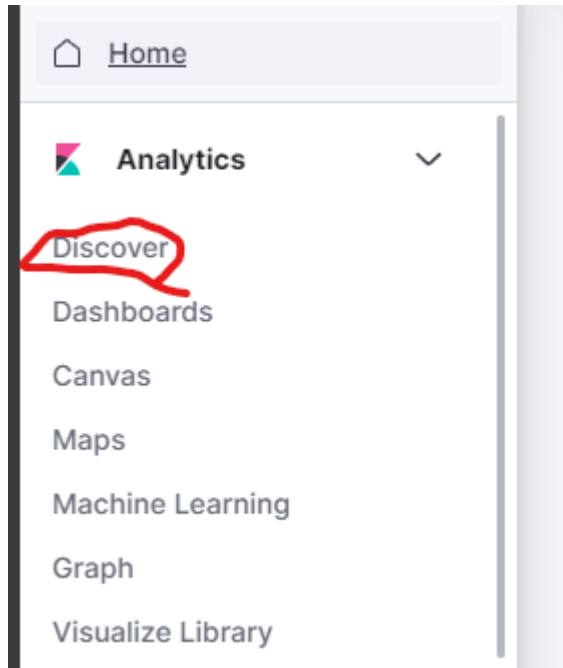 Home
Analytics
Discover
Dashboards
Canvas
Maps
Machine Learning
Graph
Visualize Library